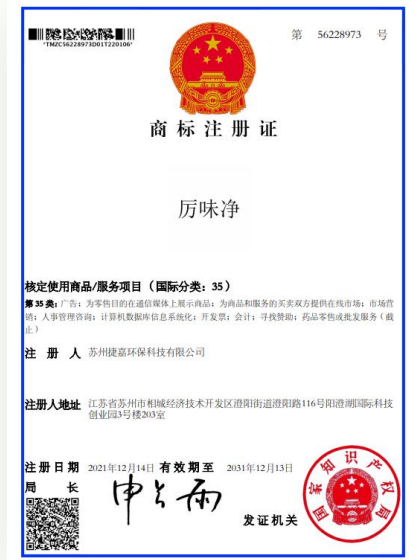 第 56228973 号
*TMZC56228973D01T220106*
商标注册证
厉味净
核定使用商品/服务项目（国际分类：35）
第35类：广告；为零售目的在通信媒体上展示商品；为商品和服务的买卖双方提供在线市场；市场营
销；人事管理咨询；计算机数据库信息系统化；开发票；会计；寻找赞助；药品零售或批发服务（截
止）
注 册 人 苏州捷嘉环保科技有限公司
注册人地址 江苏省苏州市相城经济技术开发区澄阳街道澄阳路116号阳澄湖国际科技
创业园3号楼203室
注册日期 2021年12月14日 有效期至 2031年12月13日
局 长 申长雨
发证机关
国家知识产权局